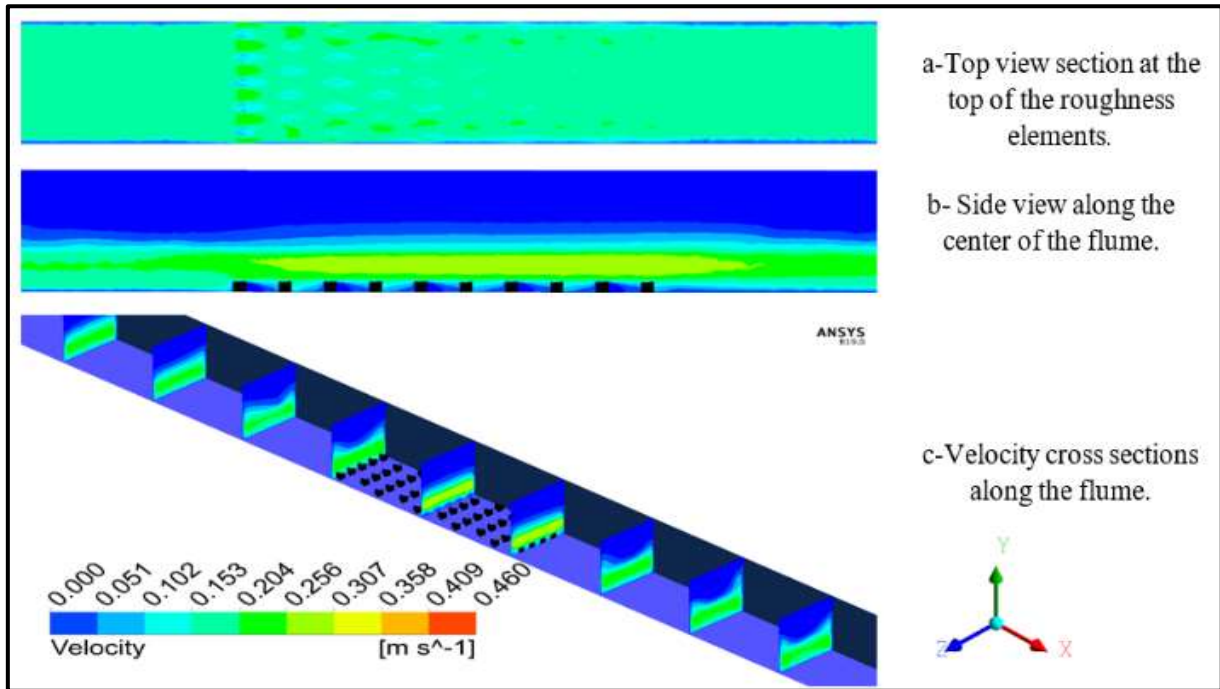 a-Top view section at the
top of the roughness
elements.
b- Side view along the
center of the flume.
ANSYS
R19.0
c-Velocity cross sections
along the flume.
0.000 0.051 0.102 0.153 0.204 0.256 0.307 0.358 0.409 0.460
Velocity [m s^-1]
Y
Z X